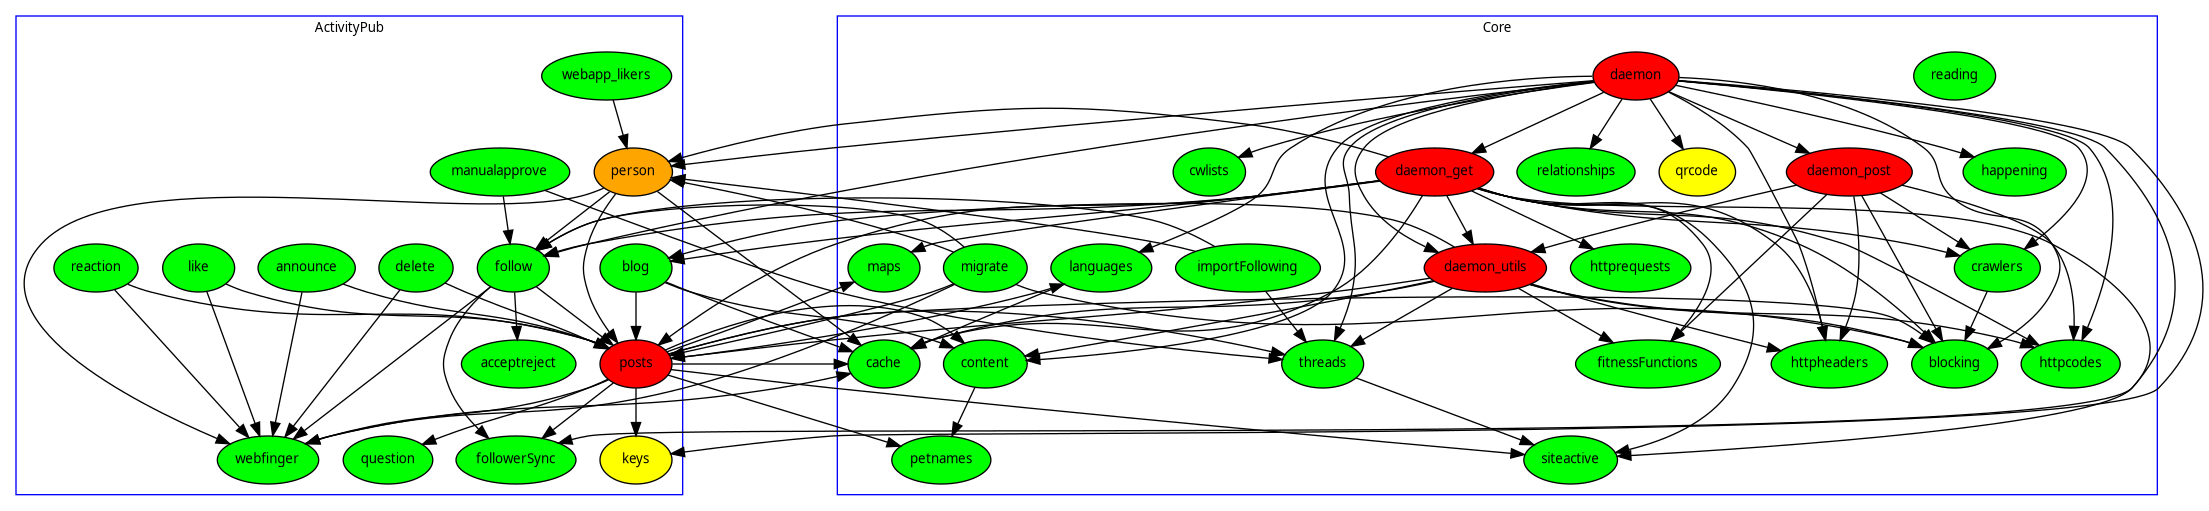 ActivityPub
Core
webapp_likers
daemon
reading
manualapprove
person
cwlists
daemon_get
relationships
qrcode
daemon_post
happening
reaction
like
announce
delete
follow
blog
maps
migrate
languages
importFollowing
daemon_utils
httprequests
crawlers
acceptreject
posts
cache
content
threads
fitnessFunctions
httpheaders
blocking
httpcodes
webfinger
question
followerSync
keys
petnames
siteactive